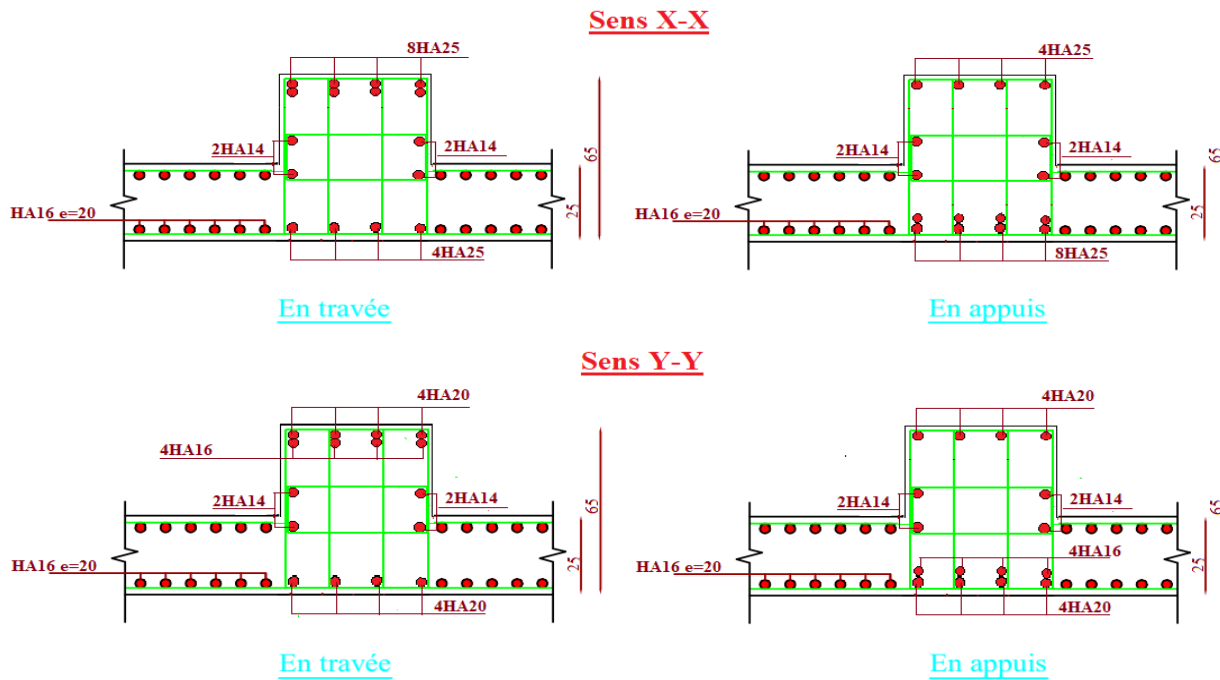 Sens X-X
8HA25
2HA14
2HA14
HA16 e=20
4HA25
65
25
En travée
4HA25
2HA14
2HA14
HA16 e=20
8HA25
65
25
En appuis
Sens Y-Y
4HA20
4HA16
2HA14
2HA14
HA16 e=20
4HA20
65
25
En travée
4HA20
2HA14
2HA14
4HA16
HA16 e=20
4HA20
65
25
En appuis